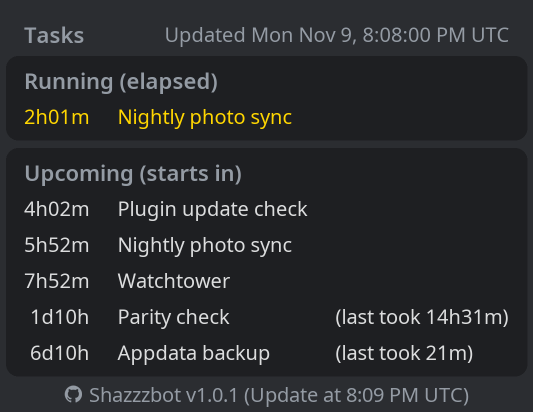 Tasks Updated Mon Nov 9, 8:08:00 PM UTC
Running (elapsed)
2h01m Nightly photo sync
Upcoming (starts in)
4h02m Plugin update check
5h52m Nightly photo sync
7h52m Watchtower
1d10h Parity check (last took 14h31m)
6d10h Appdata backup (last took 21m)
Shazzzbot v1.0.1 (Update at 8:09 PM UTC)